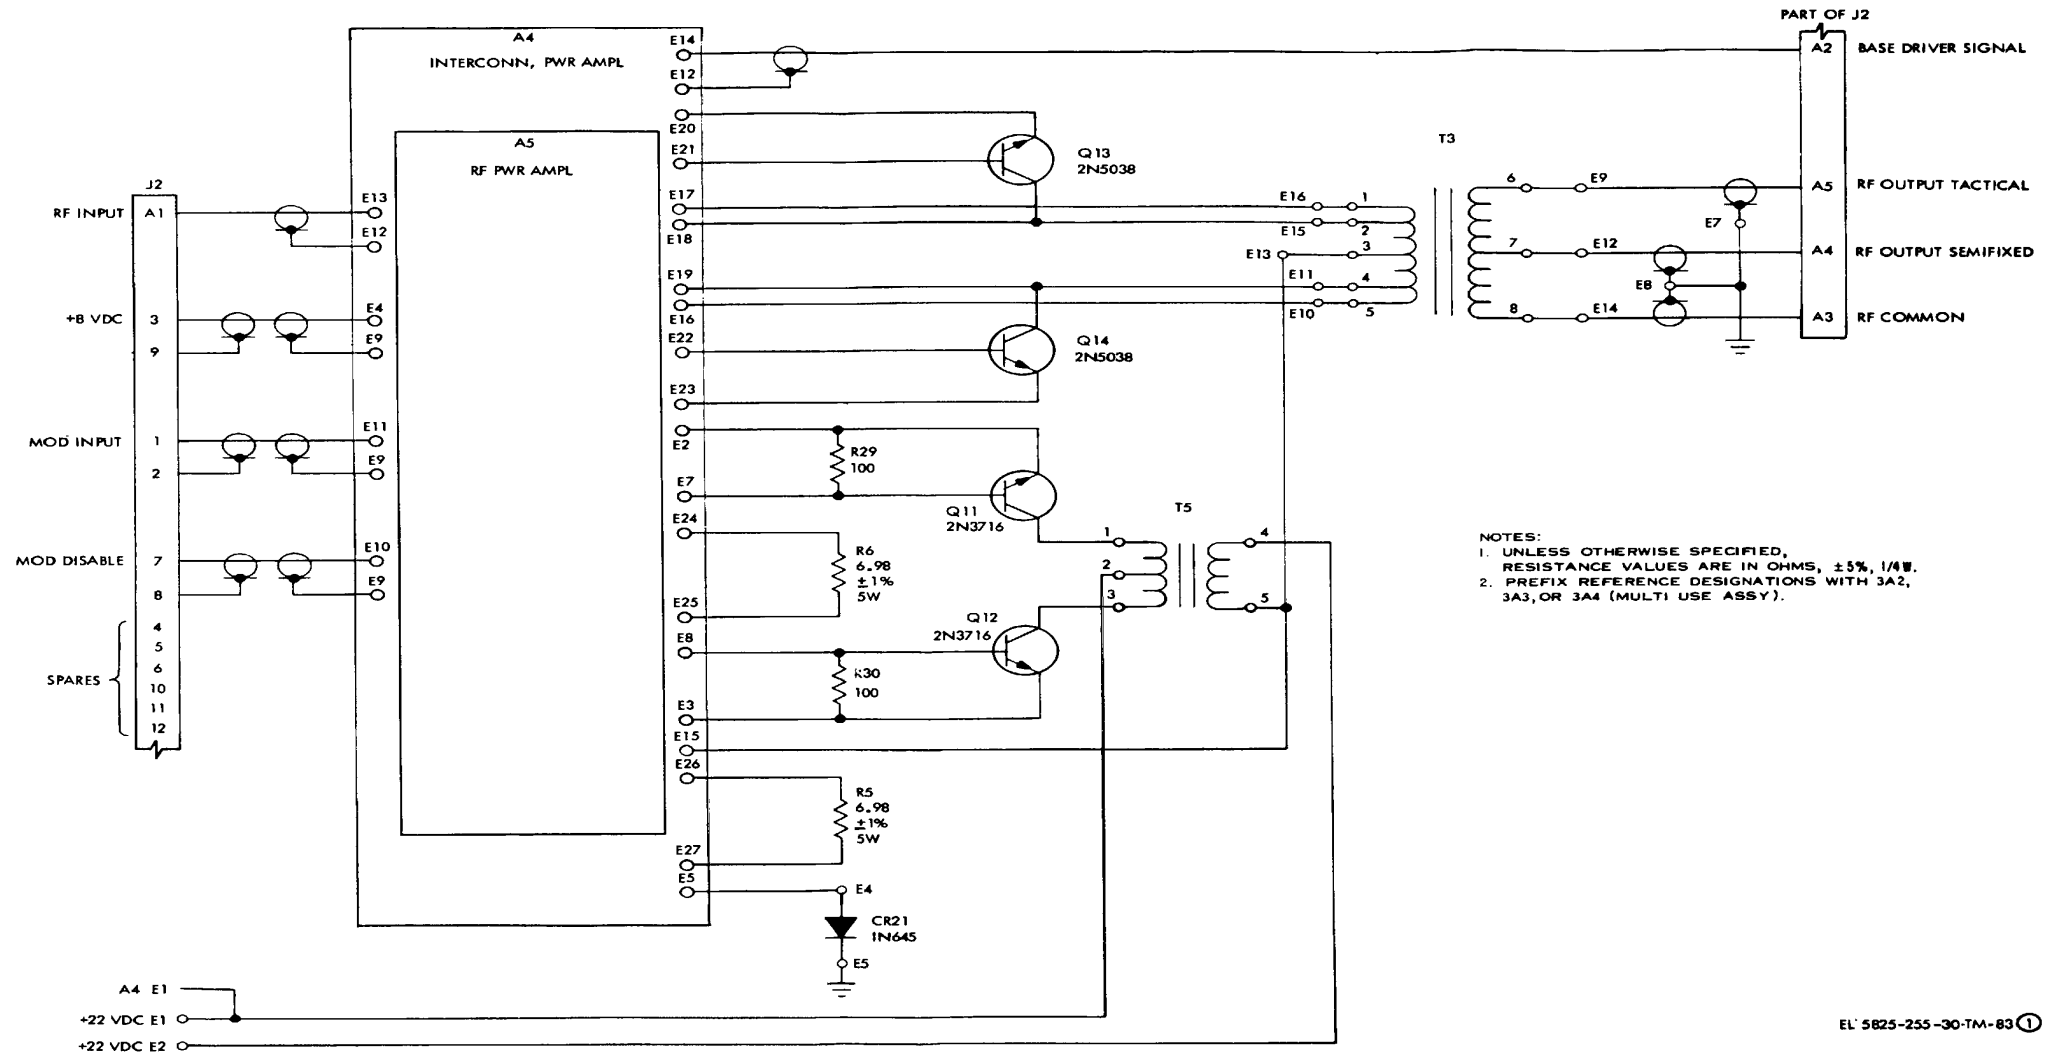 PART OF J2
A4
INTERCONN, PWR AMPL
E14
A2 BASE DRIVER SIGNAL
E12
E20
A5
RF PWR AMPL
E21
Q13
2N5038
T3
J2
RF INPUT A1
E13
E12
E17
E18
E16 1
E15 2
E13 3
E11 4
E10 5
6 E9
A5 RF OUTPUT TACTICAL
E7
7 E12
A4 RF OUTPUT SEMIFIXED
E8
8 E14
A3 RF COMMON
E19
E16
+8 VDC 3
9
E4
E9
E22
Q14
2N5038
E23
MOD INPUT 1
2
E11
E9
E2
R29
100
E7
Q11
2N3716
T5
1
2
3
4
5
E24
R6
6.98
±1%
5W
E25
MOD DISABLE 7
8
E10
E9
NOTES:
1. UNLESS OTHERWISE SPECIFIED,
RESISTANCE VALUES ARE IN OHMS, ±5%, 1/4W.
2. PREFIX REFERENCE DESIGNATIONS WITH 3A2,
3A3, OR 3A4 (MULTI USE ASSY).
SPARES
4
5
6
10
11
12
E8
Q12
2N3716
R30
100
E3
E15
E26
R5
6.98
±1%
5W
E27
E5
E4
CR21
1N645
E5
A4 E1
+22 VDC E1
+22 VDC E2
EL 5825-255-30-TM-83 1